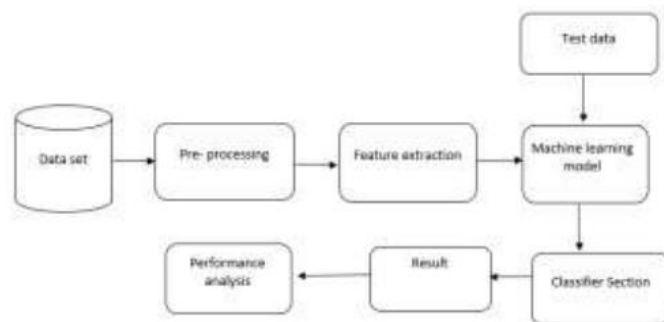 Test data
Data set
Pre- processing
Feature extraction
Machine learning
model
Performance
analysis
Result
Classifier Section